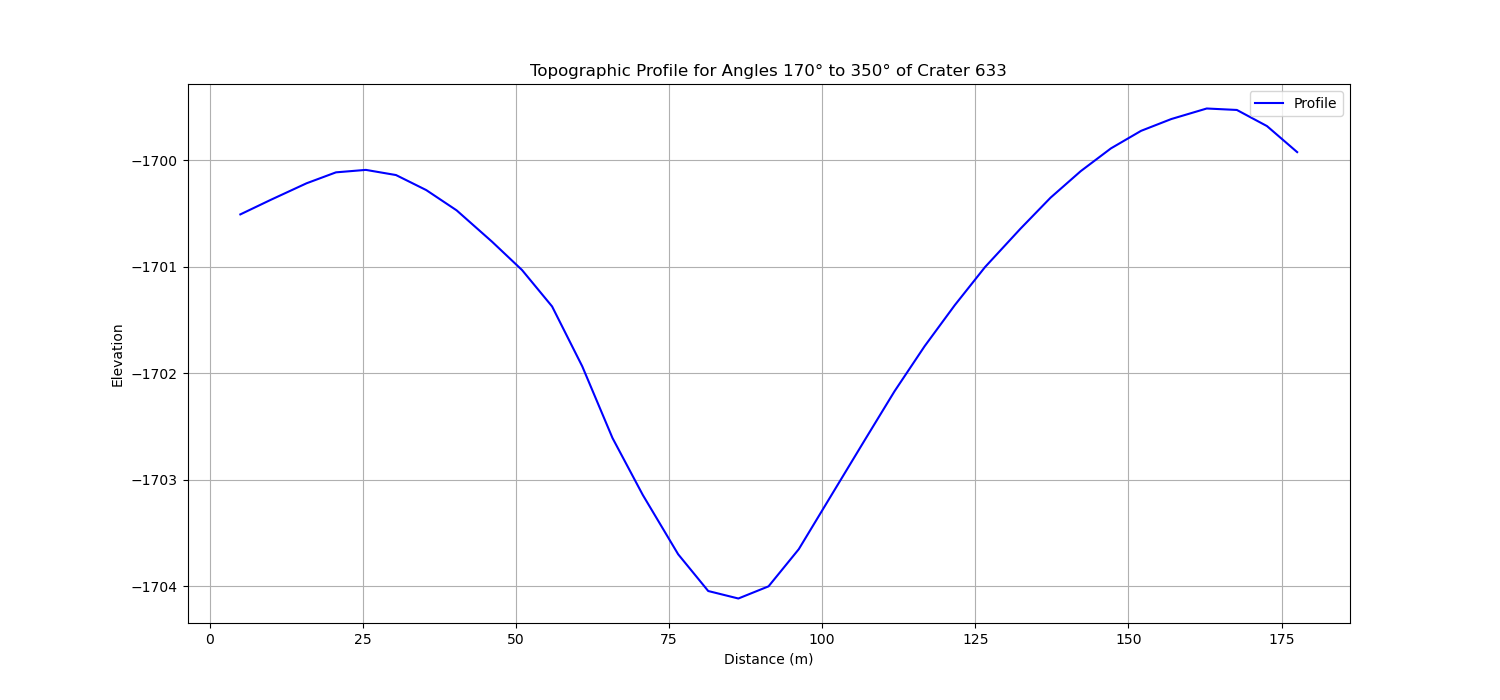 Topographic Profile for Angles 170° to 350° of Crater 633
Profile
−1700
−1701
−1702
−1703
−1704
Elevation
0 25 50 75 100 125 150 175
Distance (m)